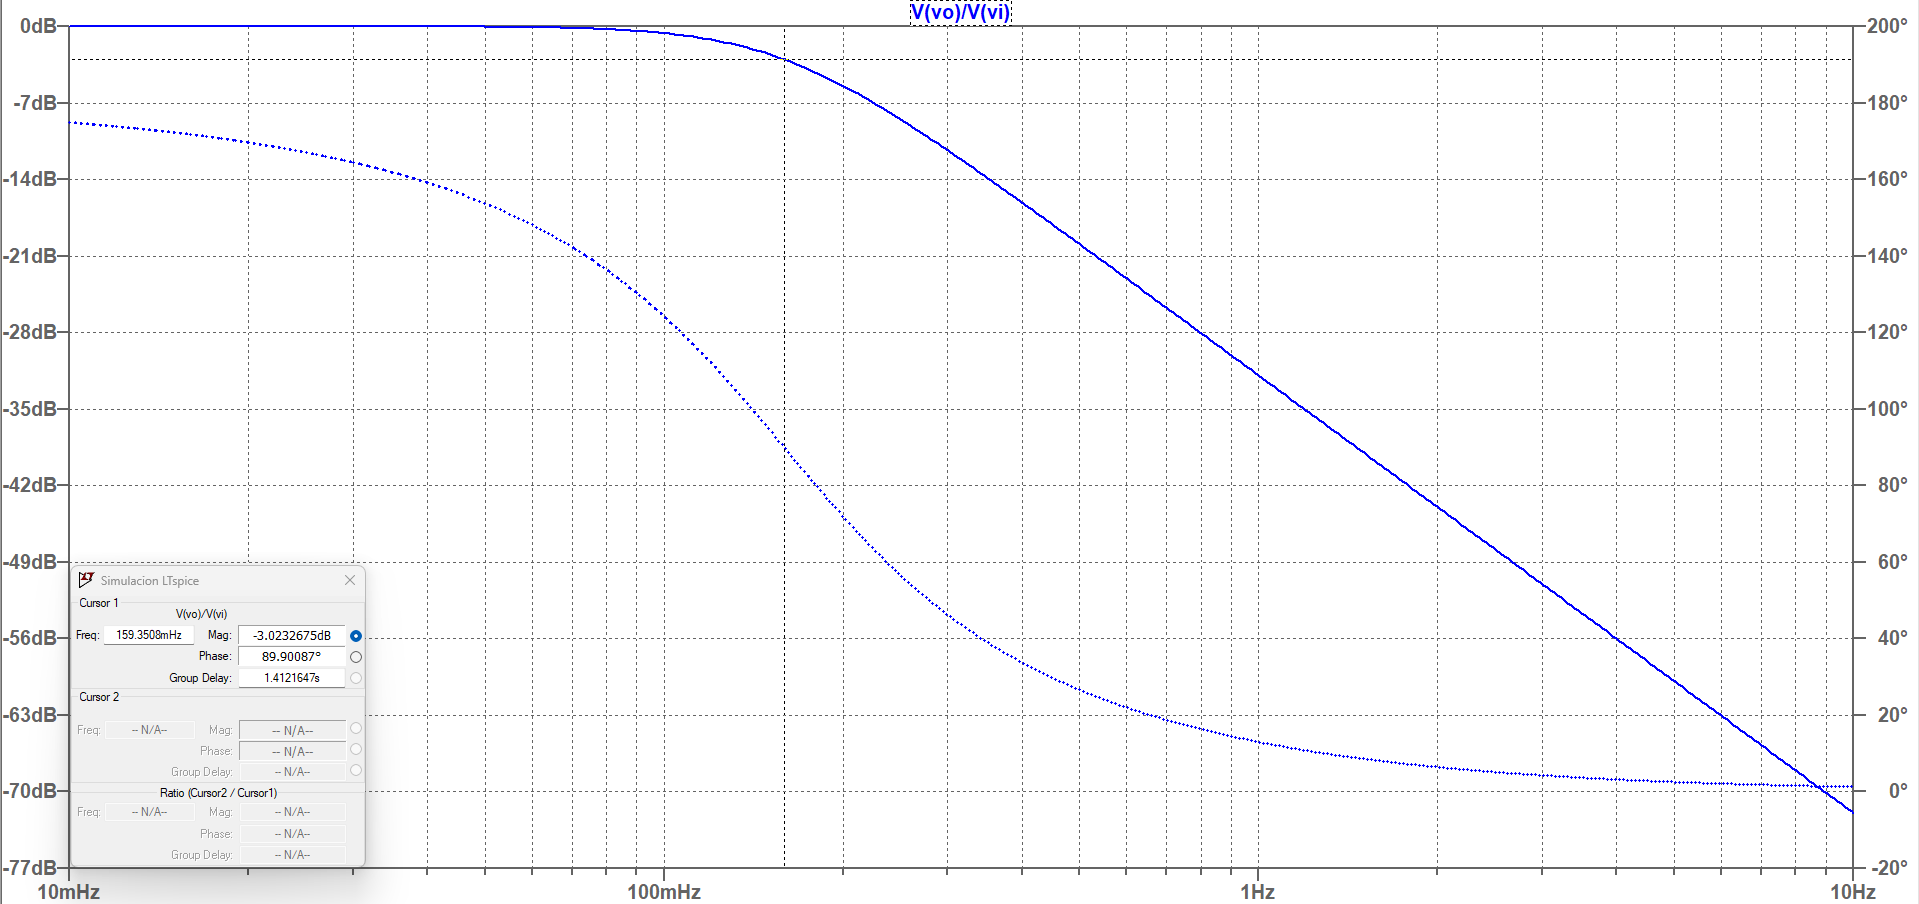 V(vo)/V(vi)
0dB
-7dB
-14dB
-21dB
-28dB
-35dB
-42dB
-49dB
-56dB
-63dB
-70dB
-77dB
200°
180°
160°
140°
120°
100°
80°
60°
40°
20°
0°
-20°
10mHz 100mHz 1Hz 10Hz
Simulacion LTspice
Cursor 1
V(vo)/V(vi)
Freq: 159.3508mHz Mag: -3.0232675dB
Phase: 89.90087°
Group Delay: 1.4121647s
Cursor 2
Freq: -- N/A-- Mag: -- N/A--
Phase: -- N/A--
Group Delay: -- N/A--
Ratio (Cursor2 / Cursor1)
Freq: -- N/A-- Mag: -- N/A--
Phase: -- N/A--
Group Delay: -- N/A--